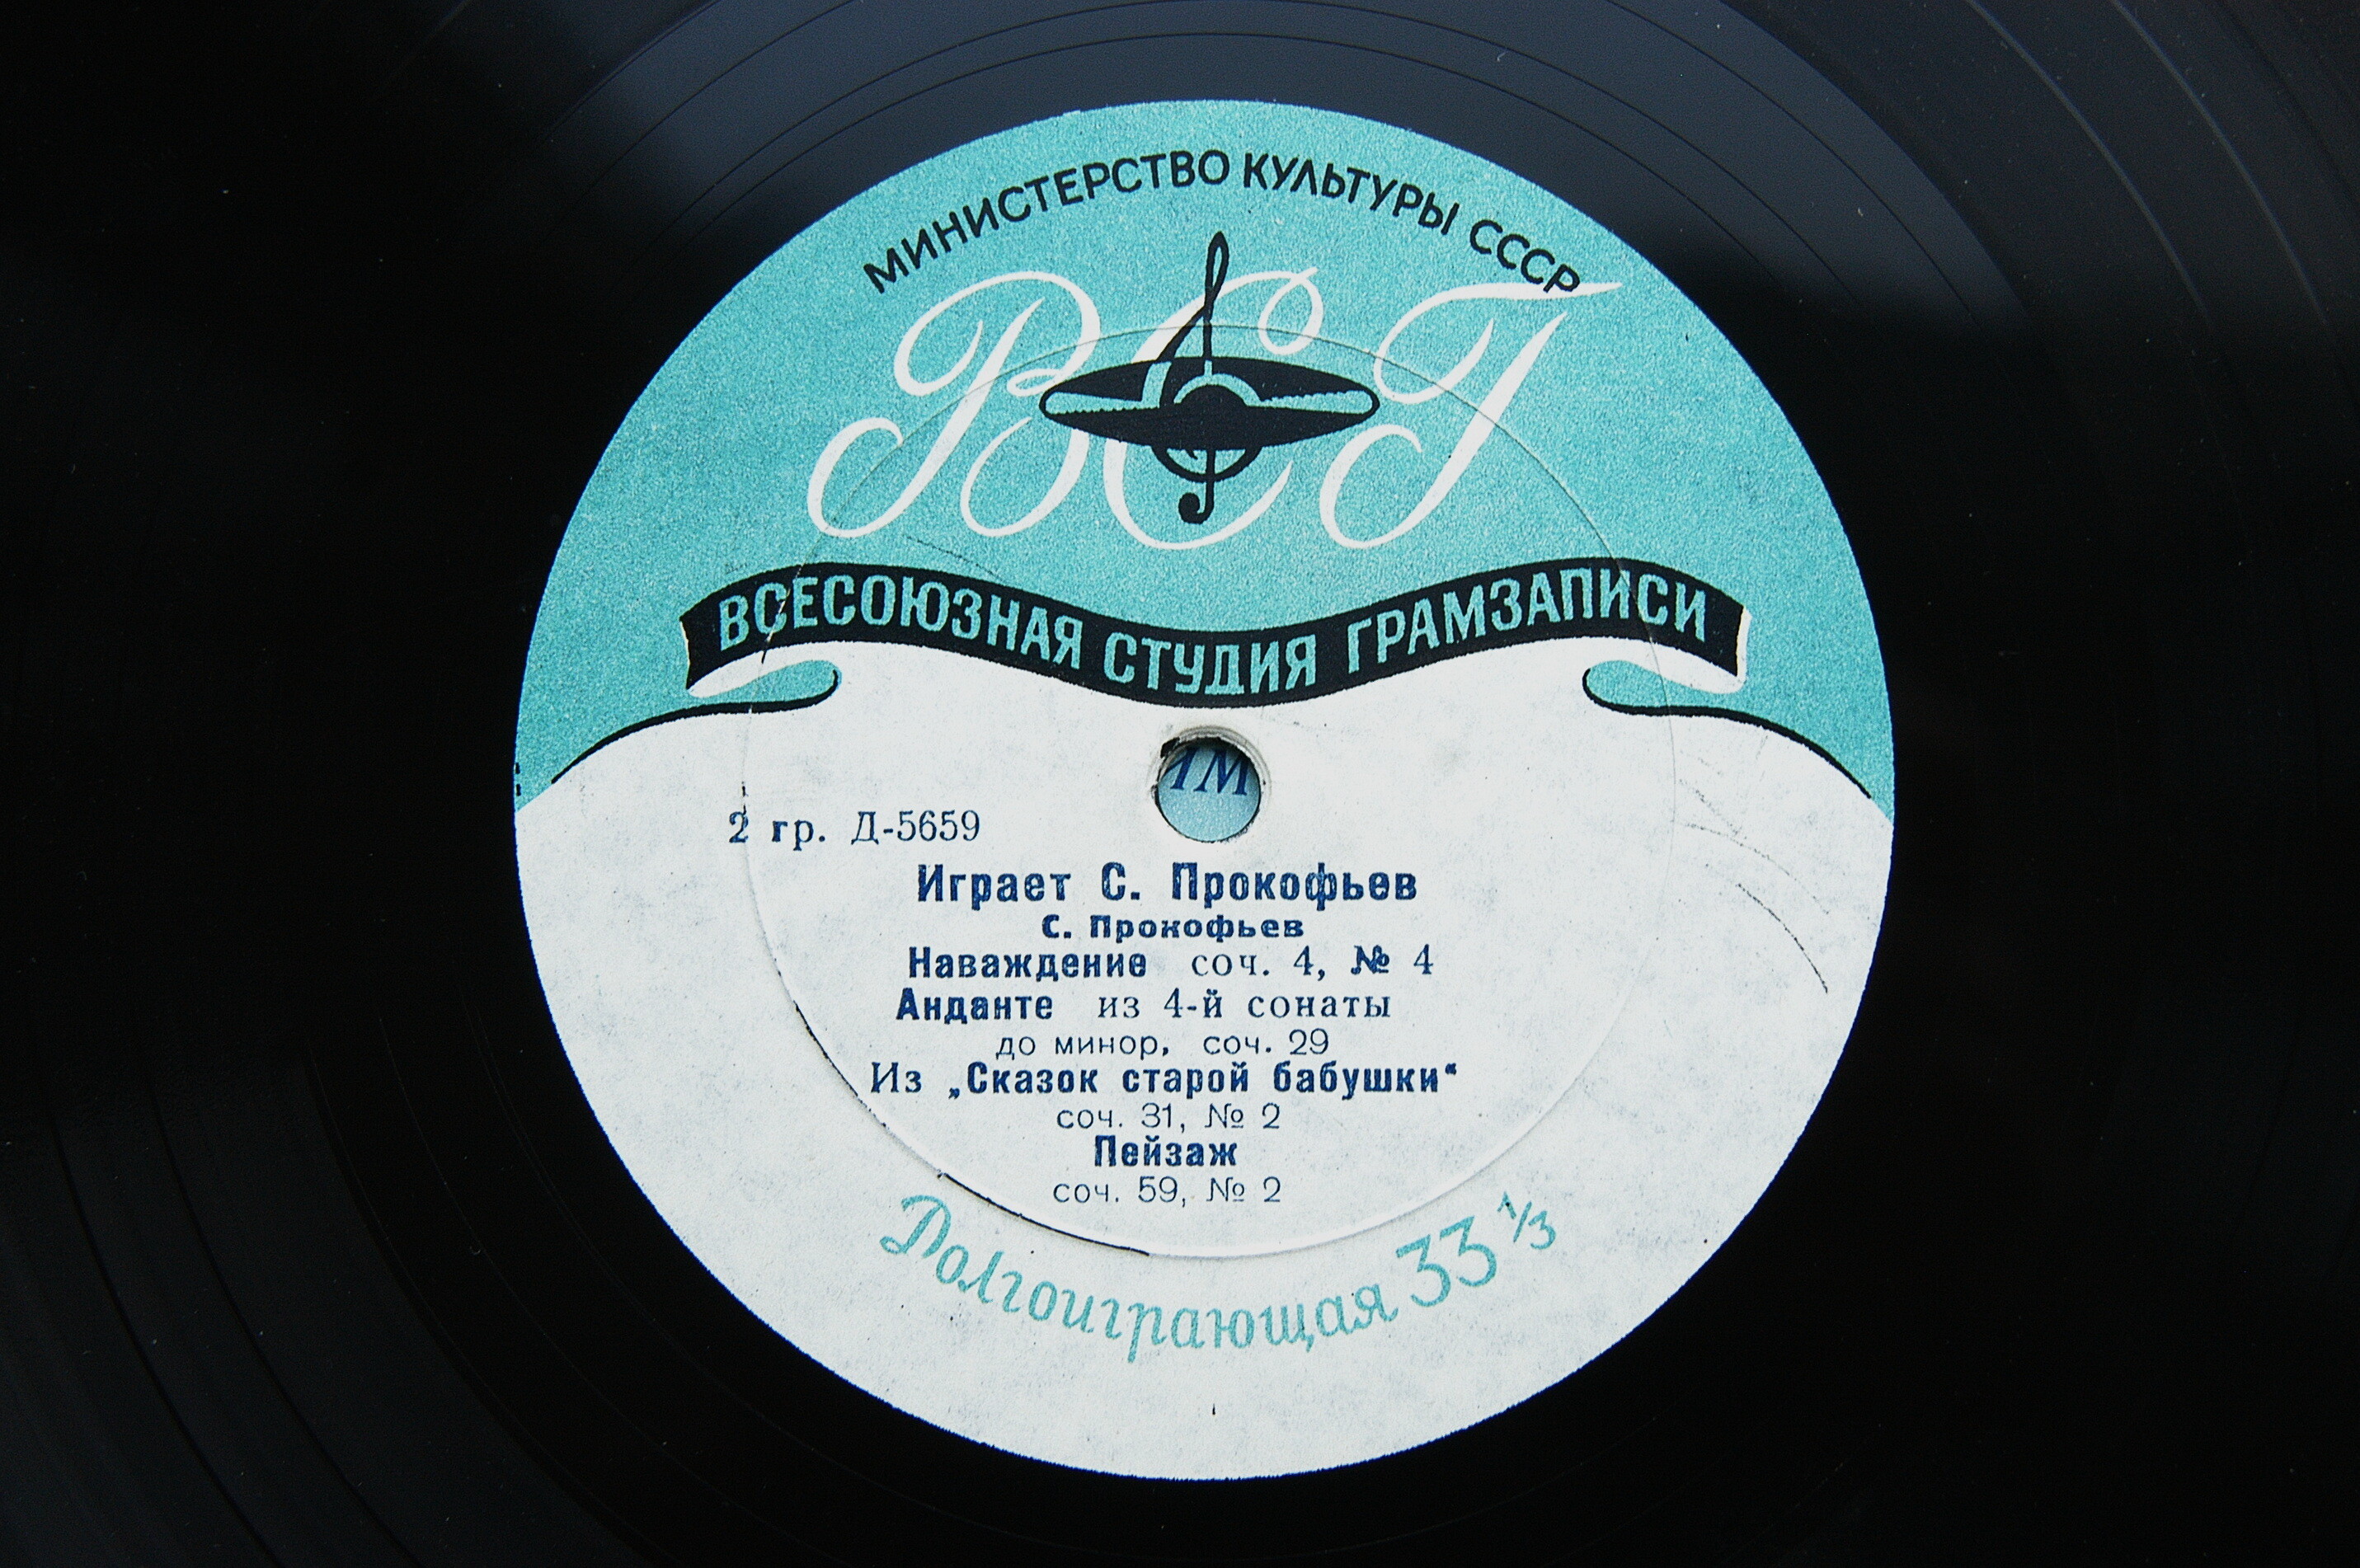 МИНИСТЕРСТВО КУЛЬТУРЫ СССР
ВСГ
ВСЕСОЮЗНАЯ СТУДИЯ ГРАМЗАПИСИ
ИМ
2 гр. Д-5659
Играет С. Прокофьев
С. Прокофьев
Наваждение соч. 4, № 4
Анданте из 4-й сонаты
до минор, соч. 29
Из „Сказок старой бабушки“
соч. 31, № 2
Пейзаж
соч. 59, № 2
Долгоиграющая 33 1/3